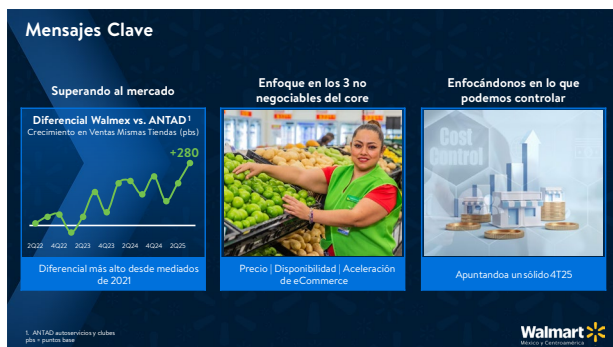 Mensajes Clave
Superando al mercado
Diferencial Walmex vs. ANTAD¹
Crecimiento en Ventas Mismas Tiendas (pbs)
+280
2Q22 4Q22 2Q23 4Q23 2Q24 4Q24 2Q25
Diferencial más alto desde mediados
de 2021
Enfoque en los 3 no
negociables del core
Precio | Disponibilidad | Aceleración
de eCommerce
Enfocándonos en lo que
podemos controlar
Cost
Control
Apuntandoa un sólido 4T25
1. ANTAD autoservicios y clubes
pbs = puntos base
Walmart
México y Centroamérica